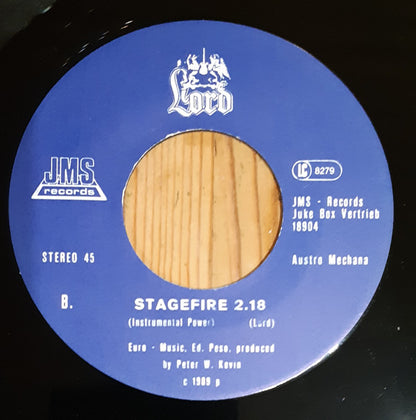 Lord
J.M.S.
records
LC 8279
JMS - Records
Juke Box Vertrieb
18904
STEREO 45
Austro Mechana
B.
STAGEFIRE 2.18
(Instrumental Power) (Lord)
Euro - Music. Ed. Peso. produced
by Peter W. Kovin
c 1989 p